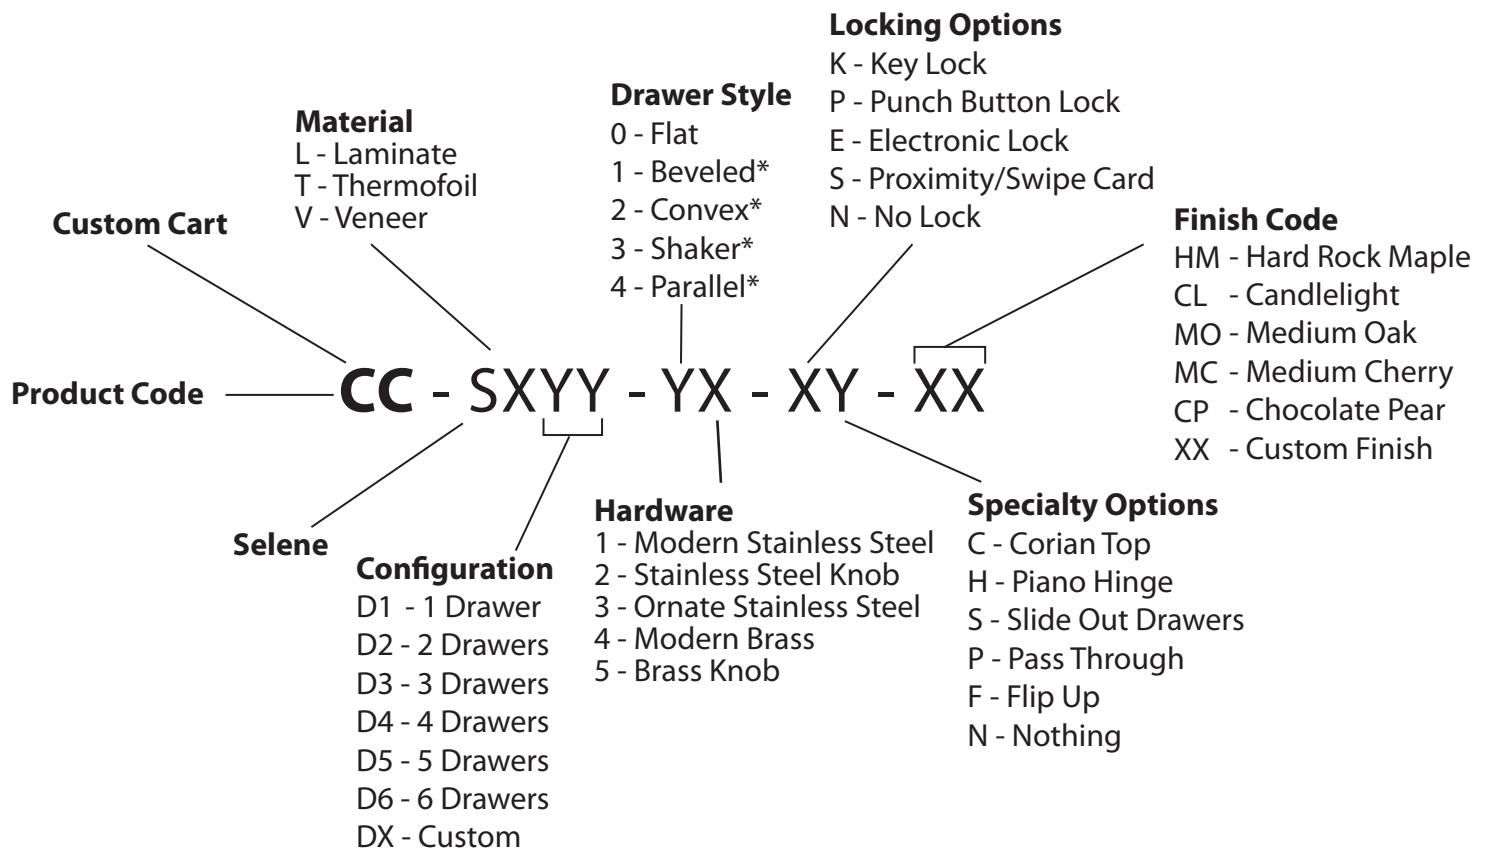 Locking Options
K - Key Lock
P - Punch Button Lock
E - Electronic Lock
S - Proximity/Swipe Card
N - No Lock
Drawer Style
0 - Flat
1 - Beveled*
2 - Convex*
3 - Shaker*
4 - Parallel*
Material
L - Laminate
T - Thermofoil
V - Veneer
Custom Cart
Finish Code
HM - Hard Rock Maple
CL - Candlelight
MO - Medium Oak
MC - Medium Cherry
CP - Chocolate Pear
XX - Custom Finish
Product Code
CC - SXYY - YX - XY - XX
Selene
Configuration
D1 - 1 Drawer
D2 - 2 Drawers
D3 - 3 Drawers
D4 - 4 Drawers
D5 - 5 Drawers
D6 - 6 Drawers
DX - Custom
Hardware
1 - Modern Stainless Steel
2 - Stainless Steel Knob
3 - Ornate Stainless Steel
4 - Modern Brass
5 - Brass Knob
Specialty Options
C - Corian Top
H - Piano Hinge
S - Slide Out Drawers
P - Pass Through
F - Flip Up
N - Nothing